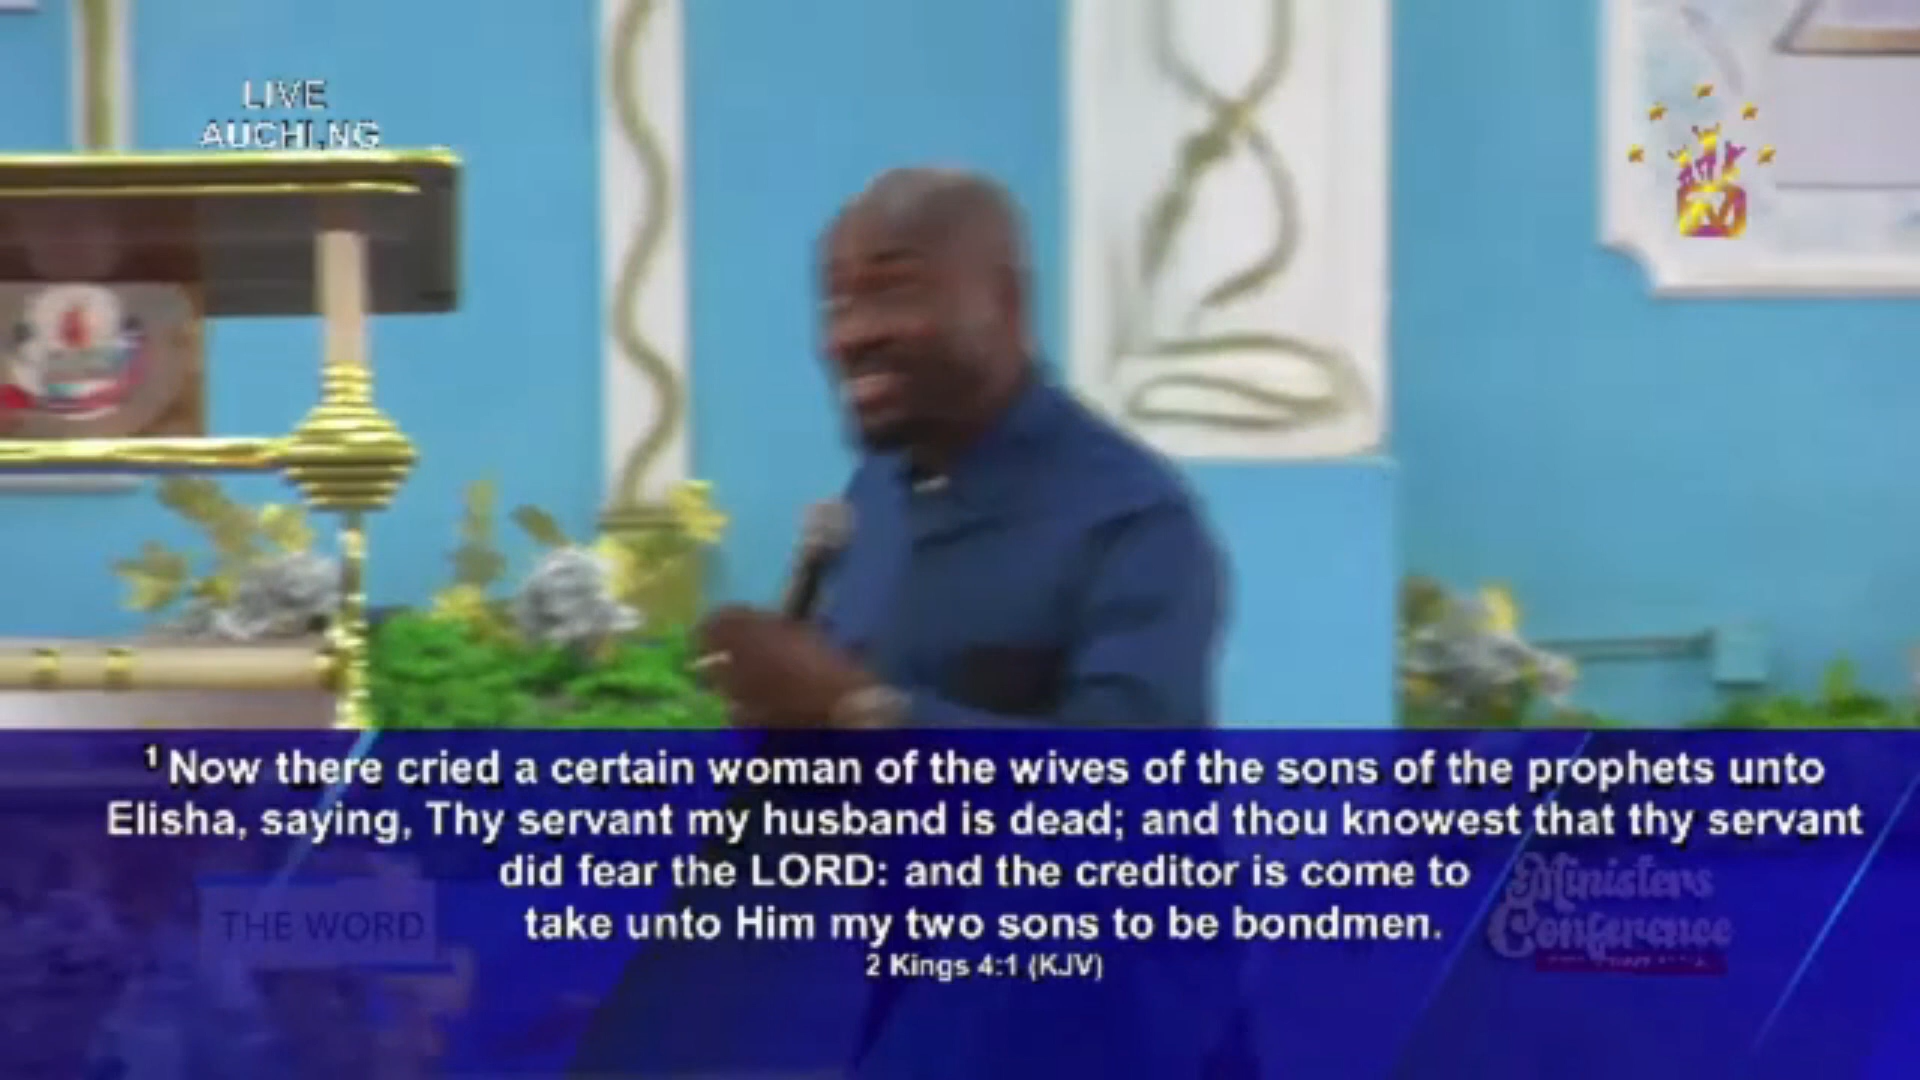 LIVE
AUCHI,NG
1 Now there cried a certain woman of the wives of the sons of the prophets unto
Elisha, saying, Thy servant my husband is dead; and thou knowest that thy servant
did fear the LORD: and the creditor is come to
take unto Him my two sons to be bondmen.
2 Kings 4:1 (KJV)
THE WORD
Ministers
Conference